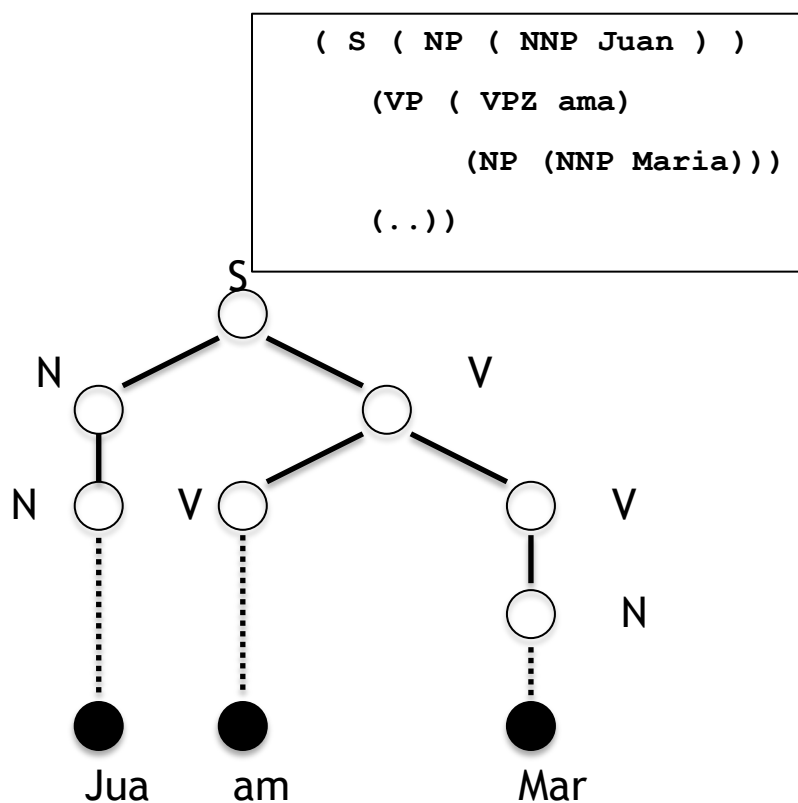 ( S ( NP ( NNP Juan ) )
(VP ( VPZ ama)
(NP (NNP Maria)))
(..))
S
N
V
N
V
V
N
Jua
am
Mar